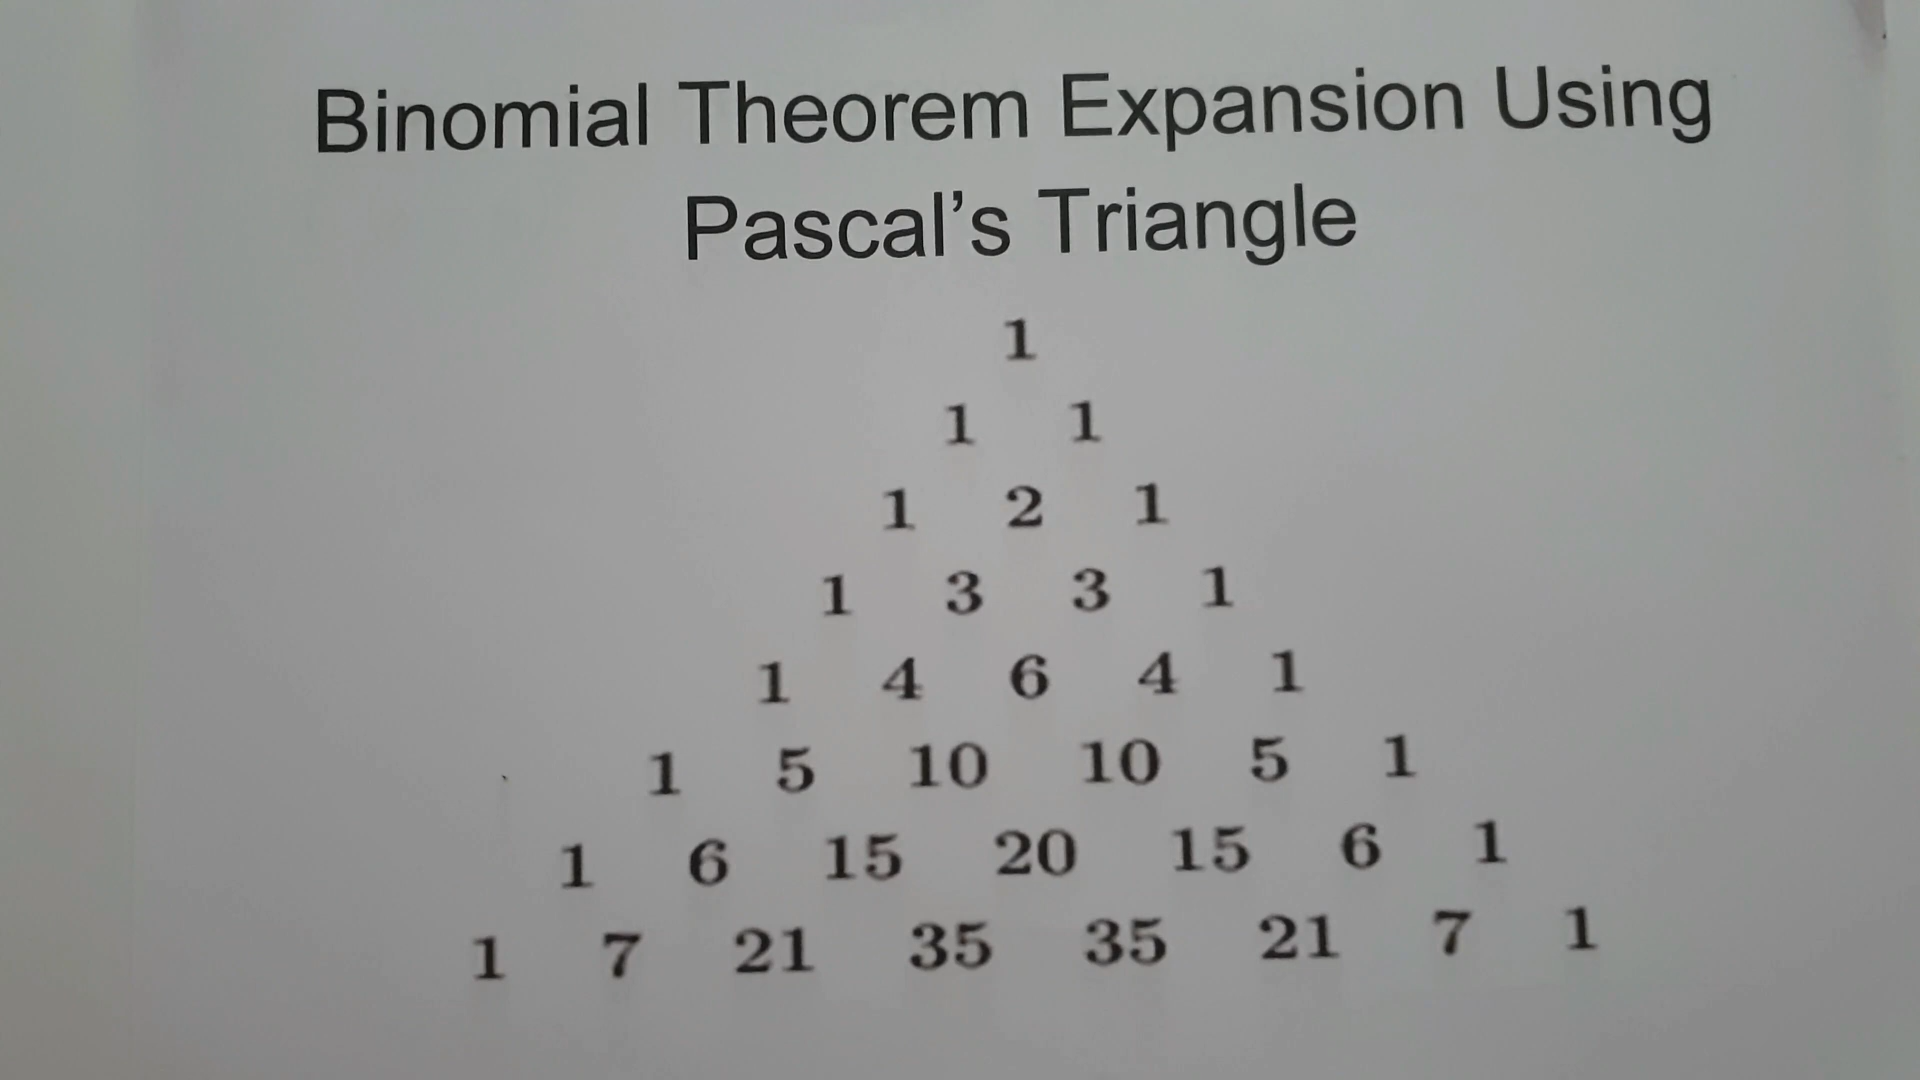 Binomial Theorem Expansion Using
Pascal’s Triangle
1
1 1
1 2 1
1 3 3 1
1 4 6 4 1
1 5 10 10 5 1
1 6 15 20 15 6 1
1 7 21 35 35 21 7 1